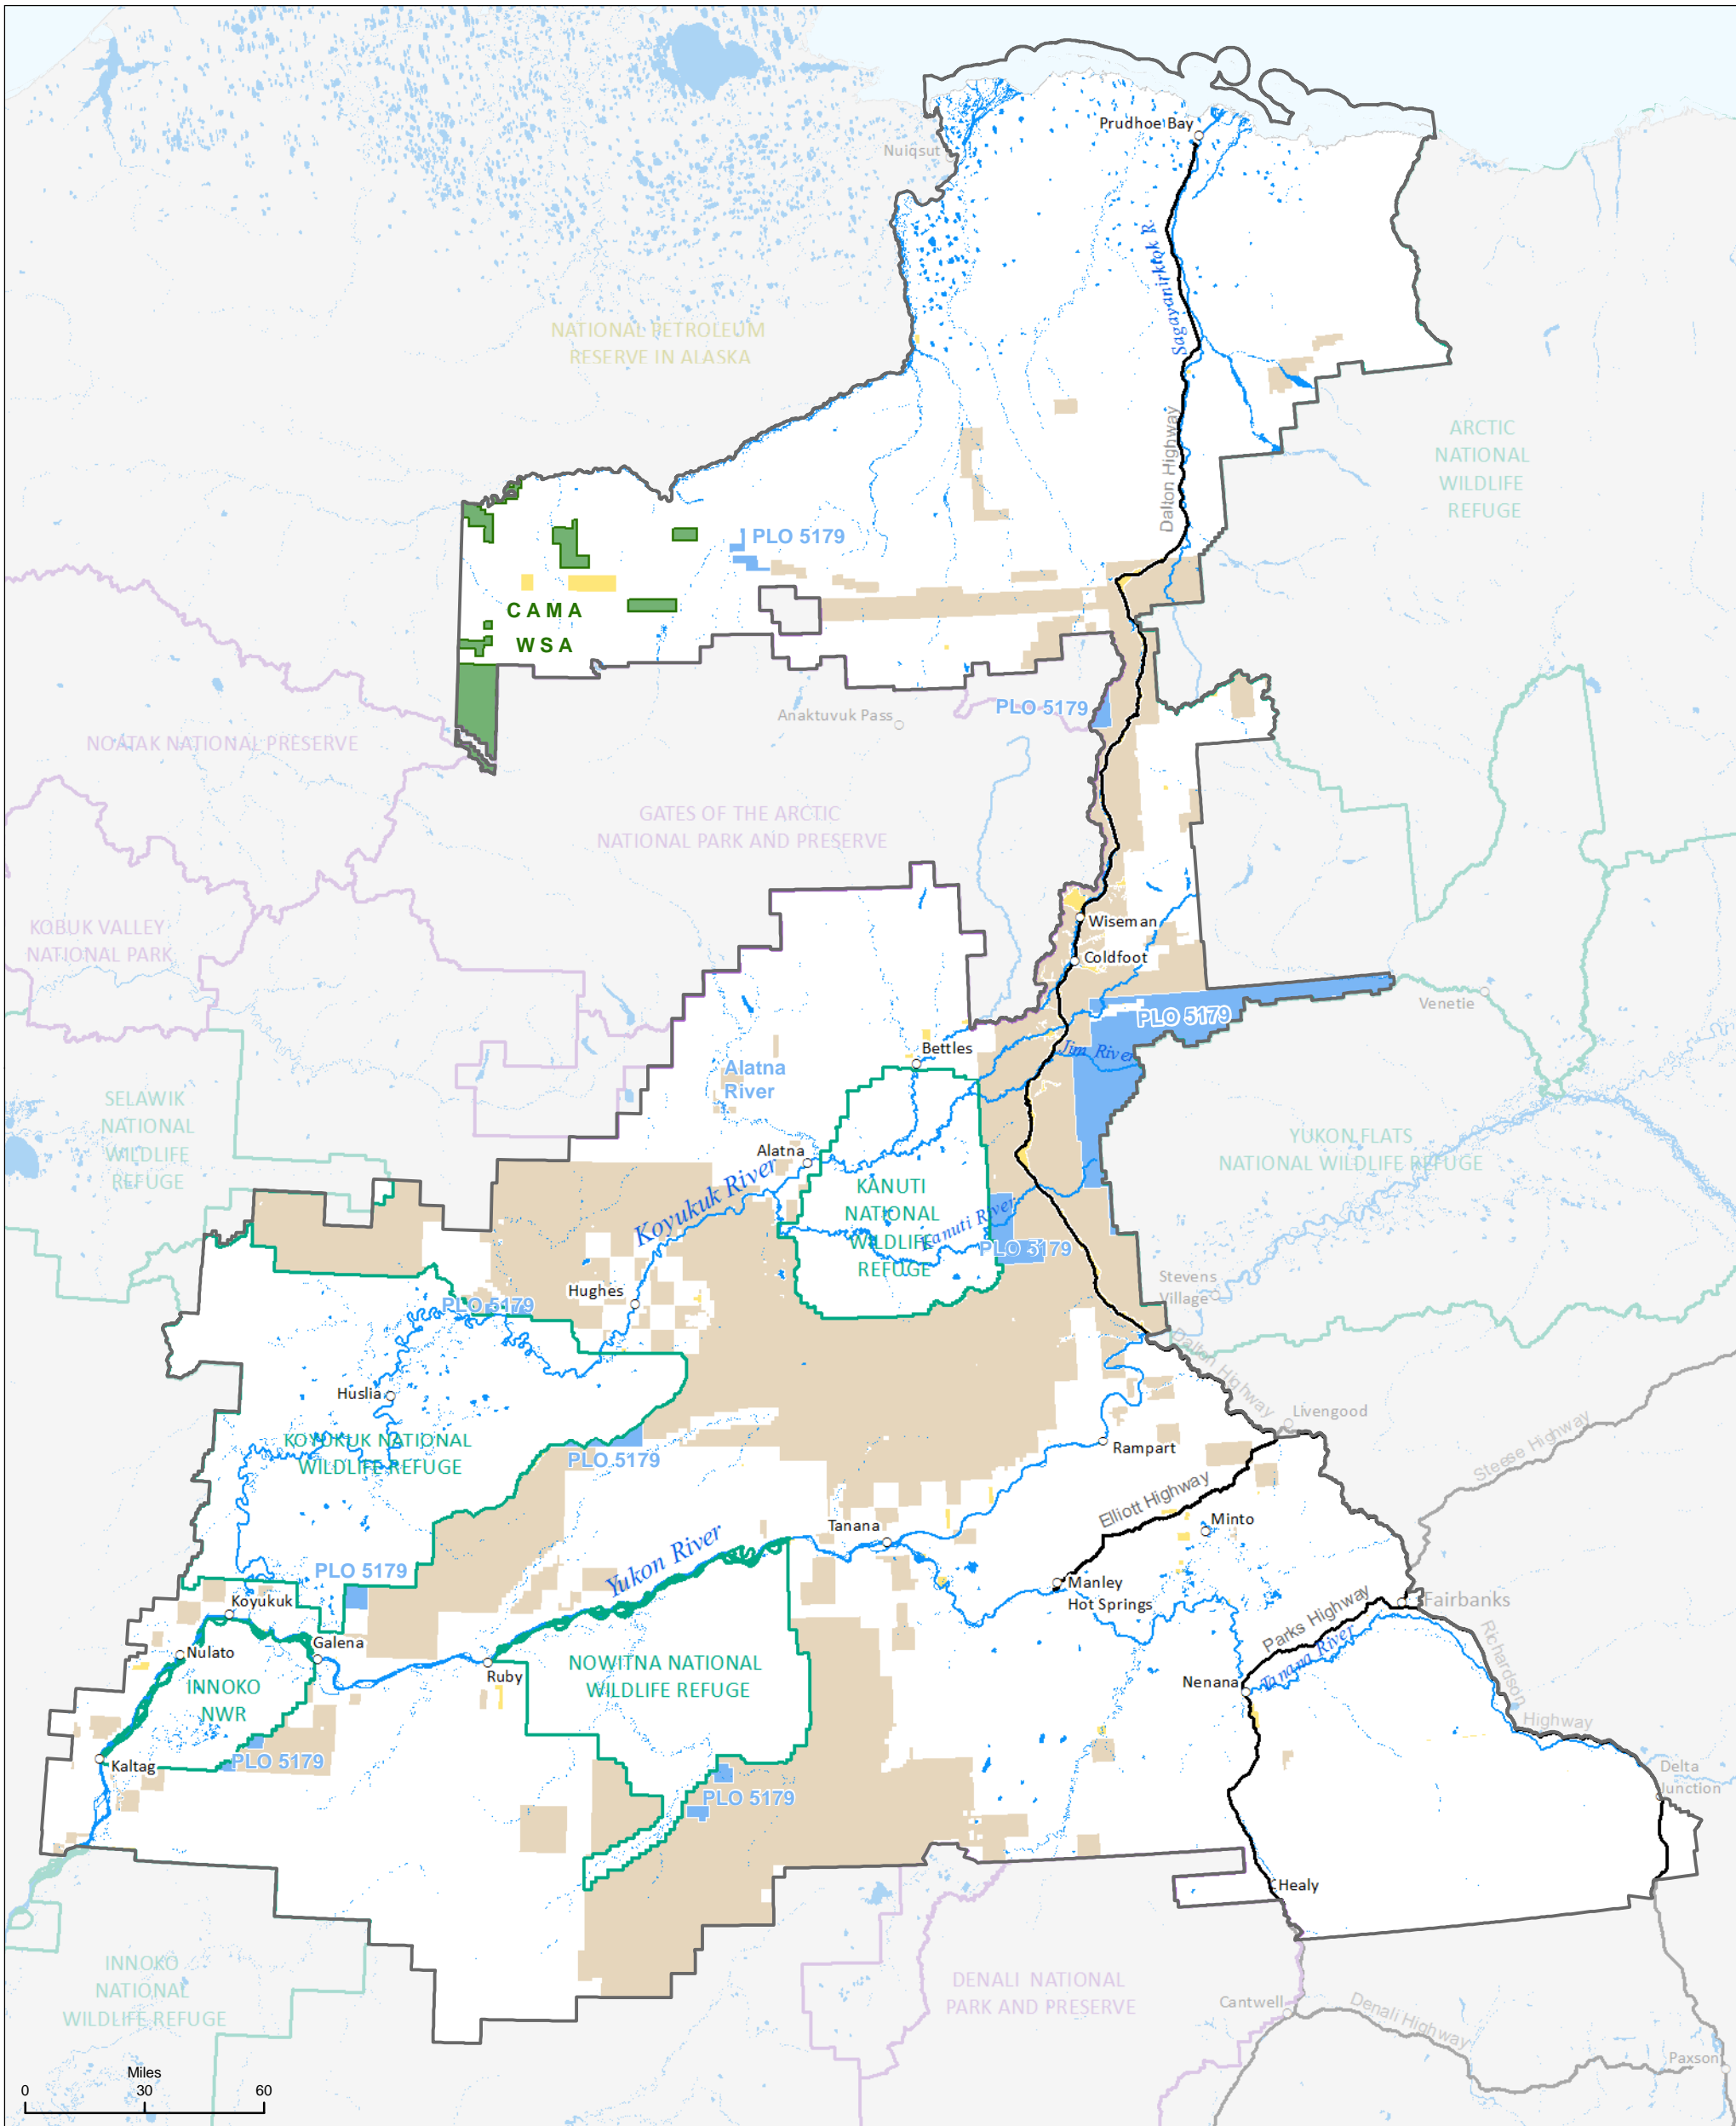 Prudhoe Bay
Nuiqsut
Sagavanirktok R.
NATIONAL PETROLEUM
RESERVE IN ALASKA
Dalton Highway
ARCTIC
NATIONAL
WILDLIFE
REFUGE
PLO 5179
CAMA
WSA
PLO 5179
Anaktuvuk Pass
NOATAK NATIONAL PRESERVE
GATES OF THE ARCTIC
NATIONAL PARK AND PRESERVE
KOBUK VALLEY
NATIONAL PARK
Wiseman
Coldfoot
Venetie
PLO 5179
Bettles
Jim River
Alatna
River
SELAWIK
NATIONAL
WILDLIFE
REFUGE
YUKON FLATS
NATIONAL WILDLIFE REFUGE
Alatna
Koyukuk River
KANUTI
NATIONAL
WILDLIFE
REFUGE
Kanuti River
PLO 5179
Stevens
Village
Hughes
PLO 5179
Dalton Highway
Huslia
Livengood
KOYUKUK NATIONAL
WILDLIFE REFUGE
PLO 5179
Rampart
Steese Highway
Elliott Highway
Minto
Tanana
Yukon River
PLO 5179
Manley
Hot Springs
Koyukuk
Parks Highway
Fairbanks
Galena
Nulato
Ruby
NOWITNA NATIONAL
WILDLIFE REFUGE
Tanana River
Nenana
Richardson
Highway
INNOKO
NWR
Kaltag
PLO 5179
PLO 5179
Delta
Junction
Healy
INNOKO
NATIONAL
WILDLIFE REFUGE
DENALI NATIONAL
PARK AND PRESERVE
Cantwell
Denali Highway
Paxson
Miles
0 30 60